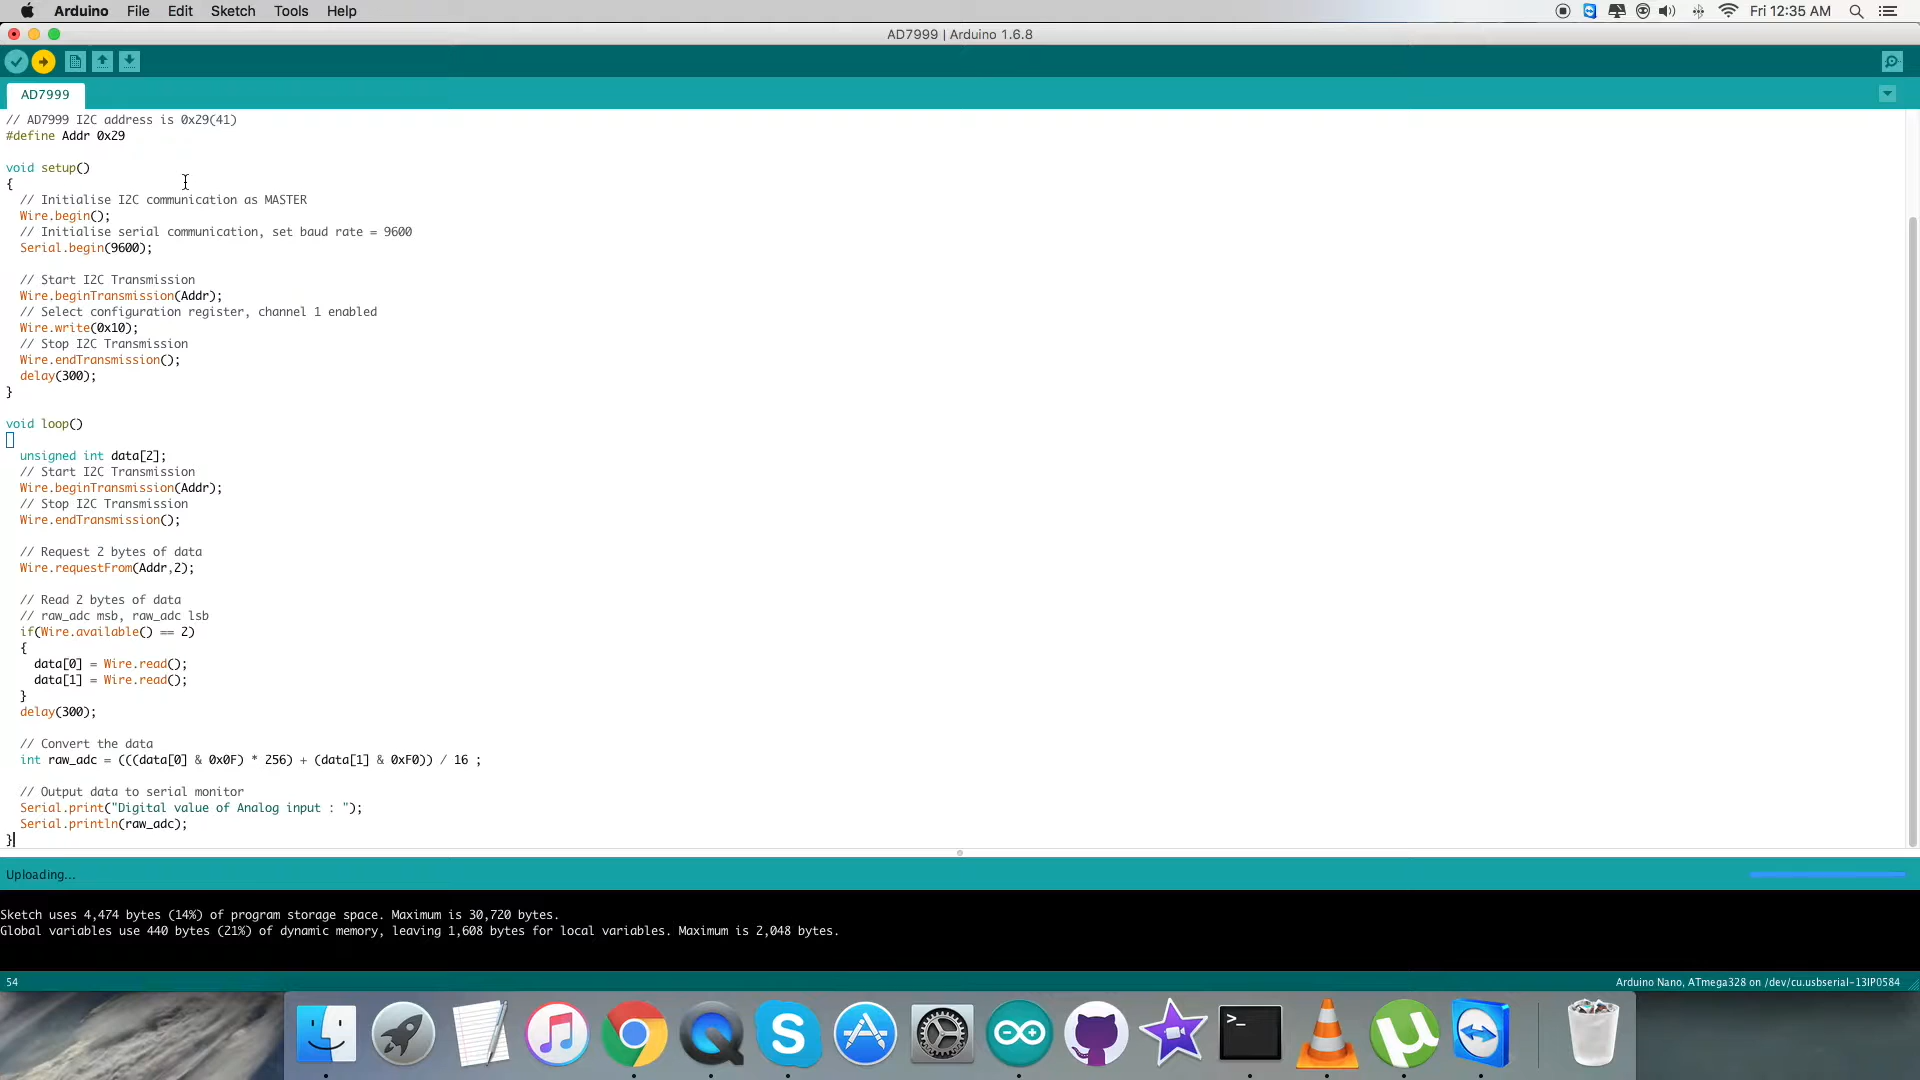 Arduino File Edit Sketch Tools Help Fri 12:35 AM
AD7999 | Arduino 1.6.8
AD7999
// AD7999 I2C address is 0x29(41)
#define Addr 0x29
void setup()
{
// Initialise I2C communication as MASTER
Wire.begin();
// Initialise serial communication, set baud rate = 9600
Serial.begin(9600);
// Start I2C Transmission
Wire.beginTransmission(Addr);
// Select configuration register, channel 1 enabled
Wire.write(0x10);
// Stop I2C Transmission
Wire.endTransmission();
delay(300);
}
void loop()
unsigned int data[2];
// Start I2C Transmission
Wire.beginTransmission(Addr);
// Stop I2C Transmission
Wire.endTransmission();
// Request 2 bytes of data
Wire.requestFrom(Addr,2);
// Read 2 bytes of data
// raw_adc msb, raw_adc lsb
if(Wire.available() == 2)
{
data[0] = Wire.read();
data[1] = Wire.read();
}
delay(300);
// Convert the data
int raw_adc = (((data[0] & 0x0F) * 256) + (data[1] & 0xF0)) / 16 ;
// Output data to serial monitor
Serial.print("Digital value of Analog input : ");
Serial.println(raw_adc);
}
Uploading...
Sketch uses 4,474 bytes (14%) of program storage space. Maximum is 30,720 bytes.
Global variables use 440 bytes (21%) of dynamic memory, leaving 1,608 bytes for local variables. Maximum is 2,048 bytes.
54 Arduino Nano, ATmega328 on /dev/cu.usbserial-13IP0584